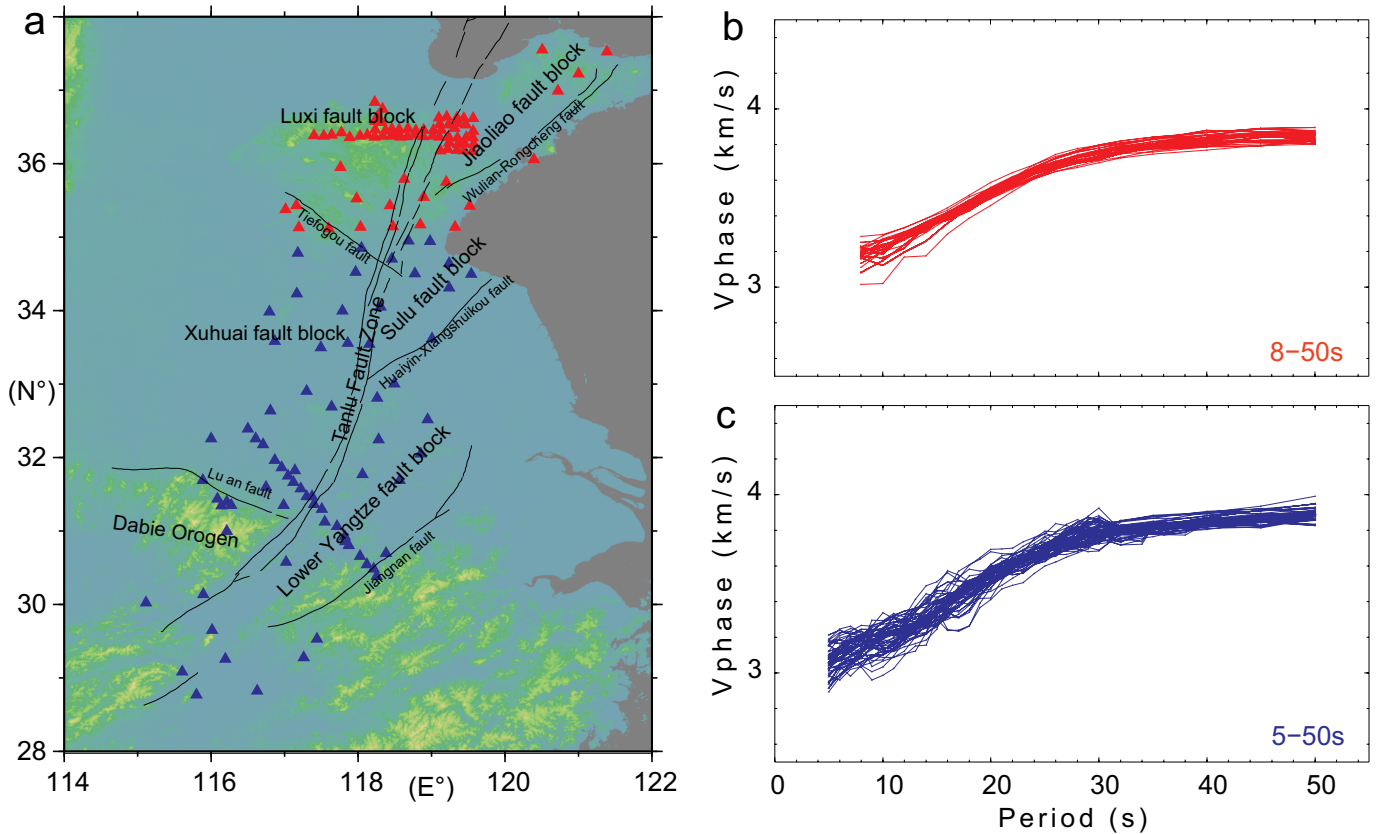 a
Luxi fault block
Jiaoliao fault block
Wulian-Rongcheng fault
Tiefogou fault
Sulu fault block
Xuhuai fault block
Tanlu Fault Zone
Huaiyin-Xiangshuikou fault
Lu an fault
Dabie Orogen
Lower Yangtze fault block
Jiangnan fault
36
34
(N°)
32
30
28
114
116
118
120
122
(E°)
b
Vphase (km/s)
4
3
8−50s
c
Vphase (km/s)
4
3
5−50s
0
10
20
30
40
50
Period (s)